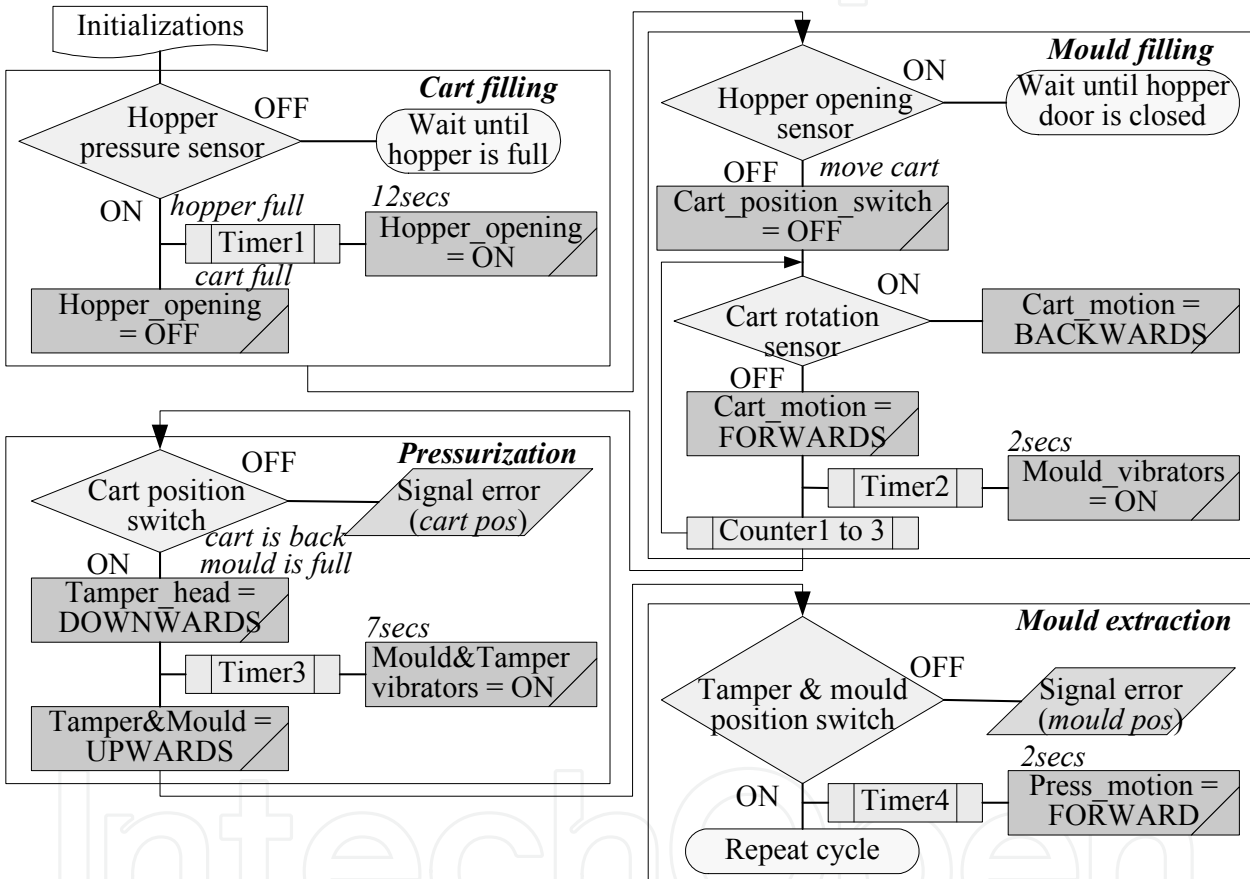 Initializations
Cart filling
OFF
Hopper
pressure sensor
Wait until
hopper is full
ON
hopper full
12secs
Timer1
Hopper_opening
= ON
cart full
Hopper_opening
= OFF
Mould filling
ON
Hopper opening
sensor
Wait until hopper
door is closed
OFF
move cart
Cart_position_switch
= OFF
ON
Cart rotation
sensor
Cart_motion =
BACKWARDS
OFF
Cart_motion =
FORWARDS
2secs
Timer2
Mould_vibrators
= ON
Counter1 to 3
Pressurization
OFF
Cart position
switch
Signal error
(cart pos)
cart is back
mould is full
ON
Tamper_head =
DOWNWARDS
7secs
Timer3
Mould&Tamper
vibrators = ON
Tamper&Mould =
UPWARDS
Mould extraction
OFF
Tamper & mould
position switch
Signal error
(mould pos)
2secs
ON
Timer4
Press_motion =
FORWARD
Repeat cycle
IntechOpen